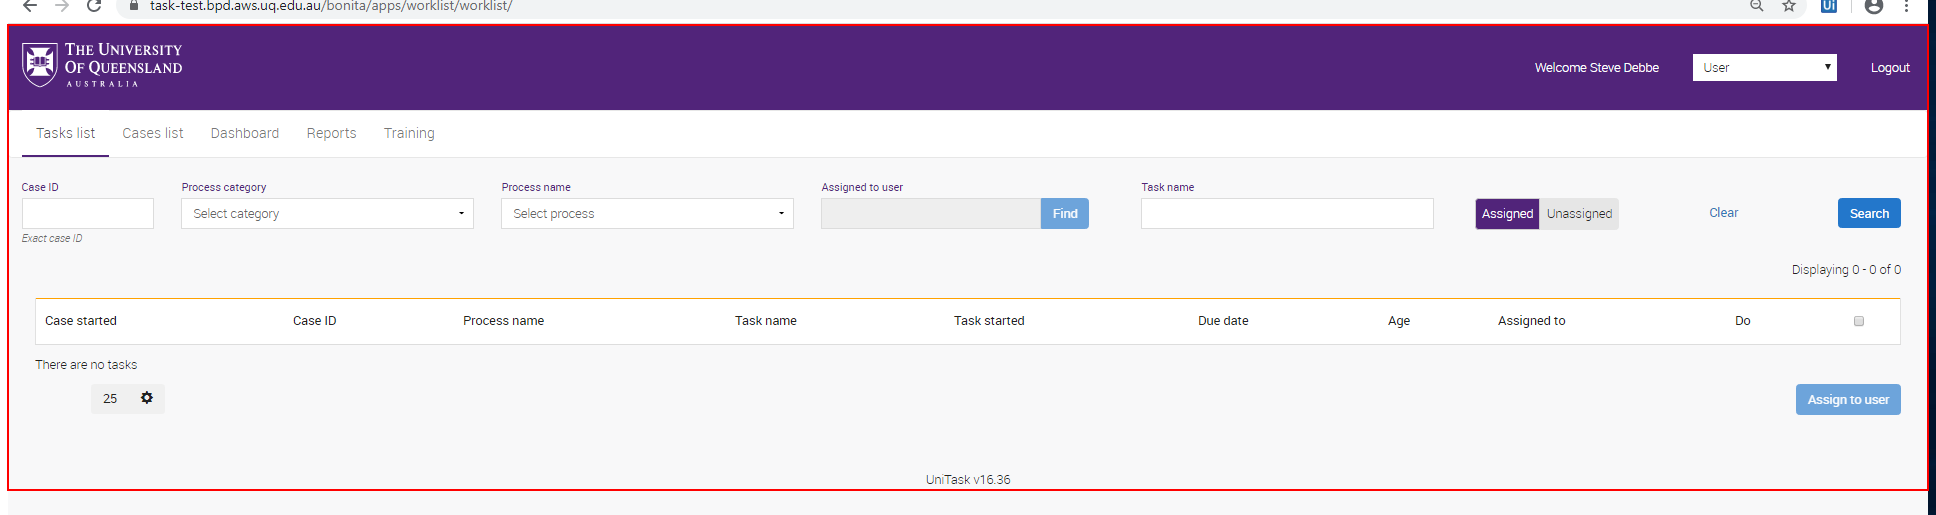 task-test.bpd.aws.uq.edu.au/bonita/apps/worklist/worklist/
Ui
THE UNIVERSITY
OF QUEENSLAND
AUSTRALIA
Welcome Steve Debbe
User
Logout
Tasks list Cases list Dashboard Reports Training
Case ID Process category Process name Assigned to user Task name
Select category Select process Find Assigned Unassigned Clear Search
Exact case ID
Displaying 0 - 0 of 0
Case started Case ID Process name Task name Task started Due date Age Assigned to Do
There are no tasks
25
Assign to user
UniTask v16.36